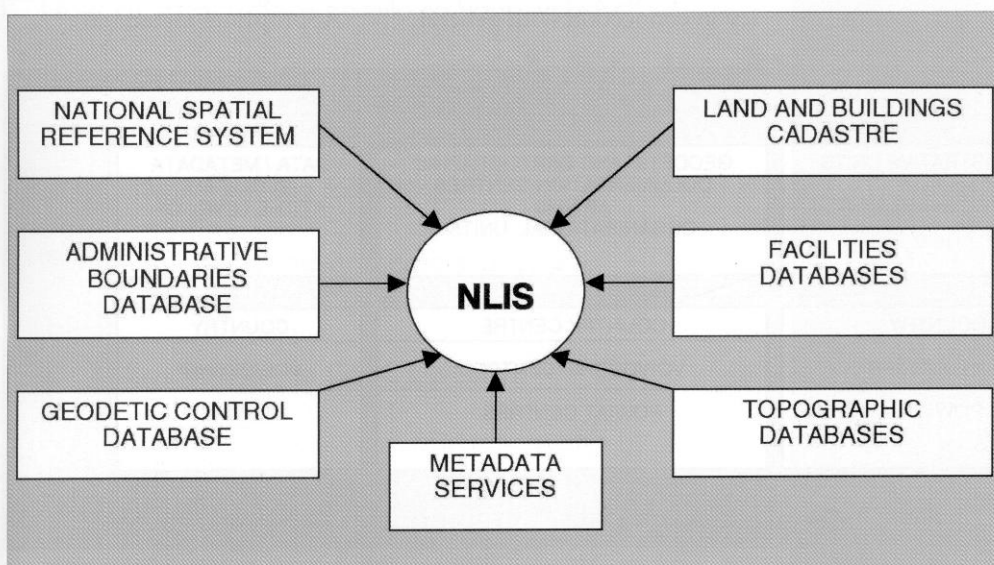 NATIONAL SPATIAL
REFERENCE SYSTEM
LAND AND BUILDINGS
CADASTRE
ADMINISTRATIVE
BOUNDARIES
DATABASE
NLIS
FACILITIES
DATABASES
GEODETIC CONTROL
DATABASE
METADATA
SERVICES
TOPOGRAPHIC
DATABASES